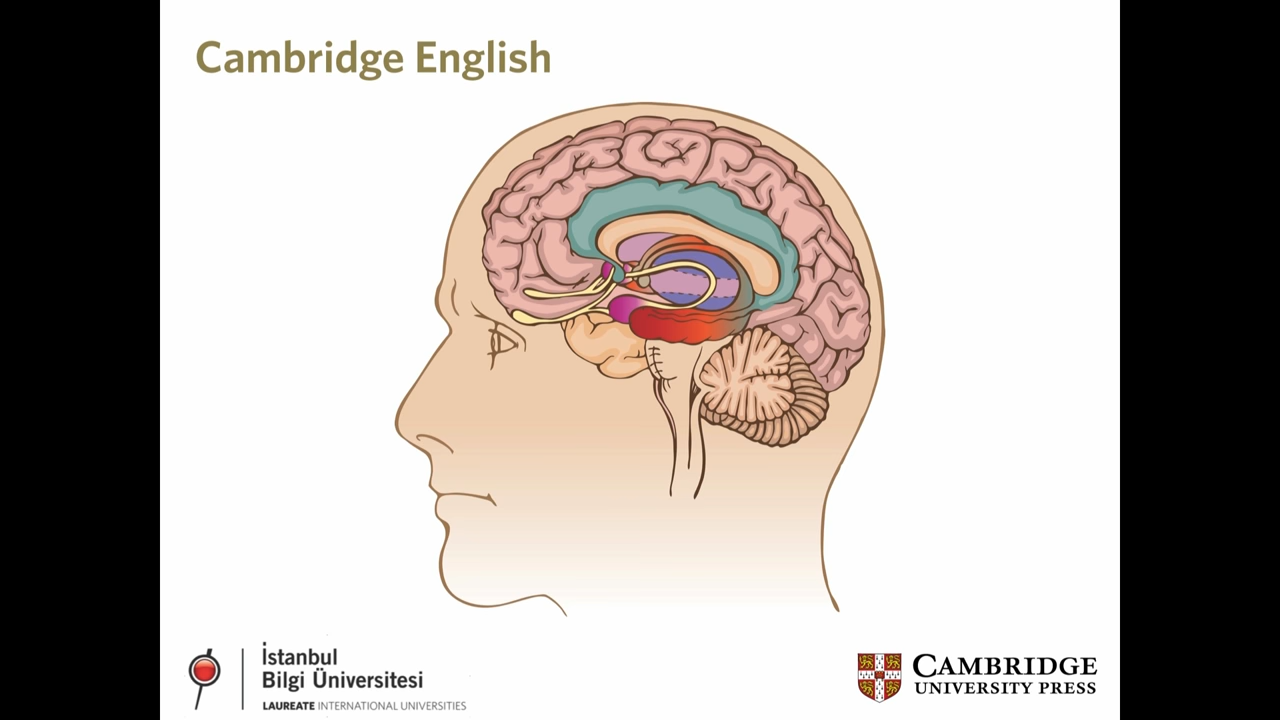 Cambridge English
İstanbul
Bilgi Üniversitesi
LAUREATE INTERNATIONAL UNIVERSITIES
CAMBRIDGE
UNIVERSITY PRESS